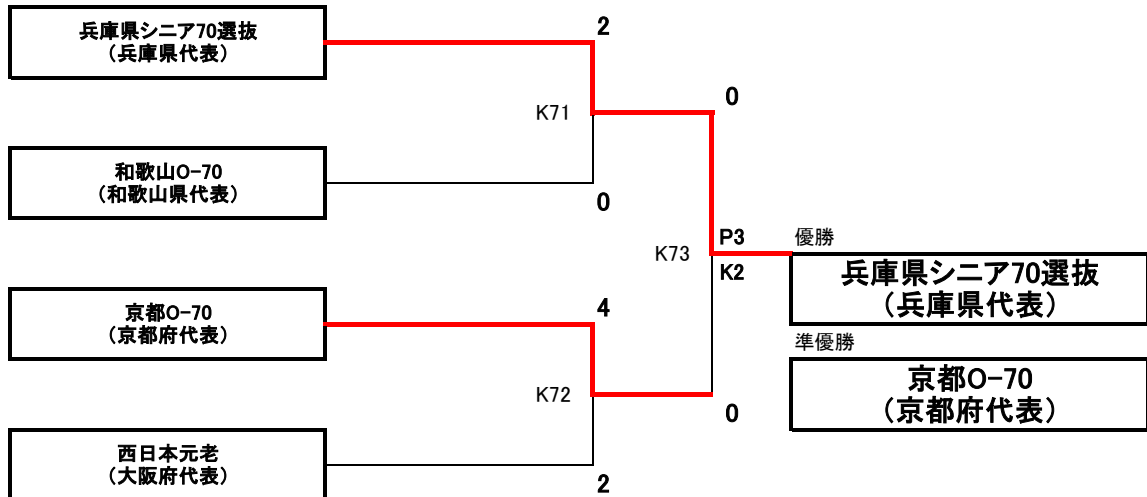 兵庫県シニア70選抜
（兵庫県代表）
2
K71
0
和歌山O-70
（和歌山県代表）
0
K73
P3
K2
優勝
兵庫県シニア70選抜
（兵庫県代表）
準優勝
京都O-70
（京都府代表）
京都O-70
（京都府代表）
4
K72
0
西日本元老
（大阪府代表）
2